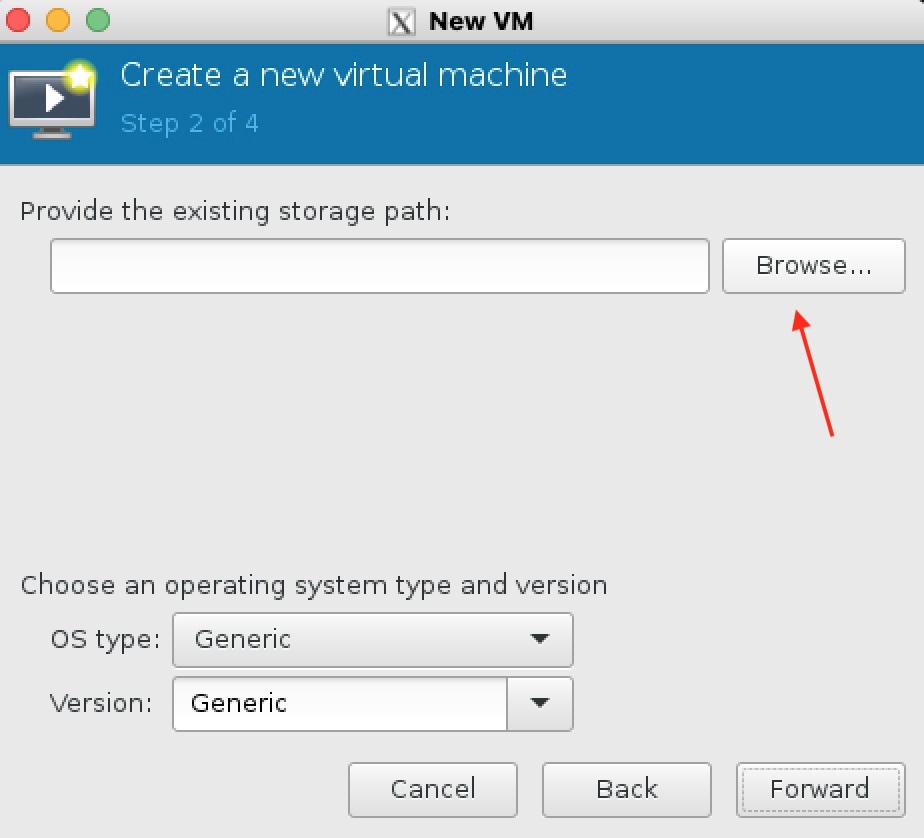 New VM
Create a new virtual machine
Step 2 of 4
Provide the existing storage path:
Browse...
Choose an operating system type and version
OS type: Generic
Version: Generic
Cancel Back Forward